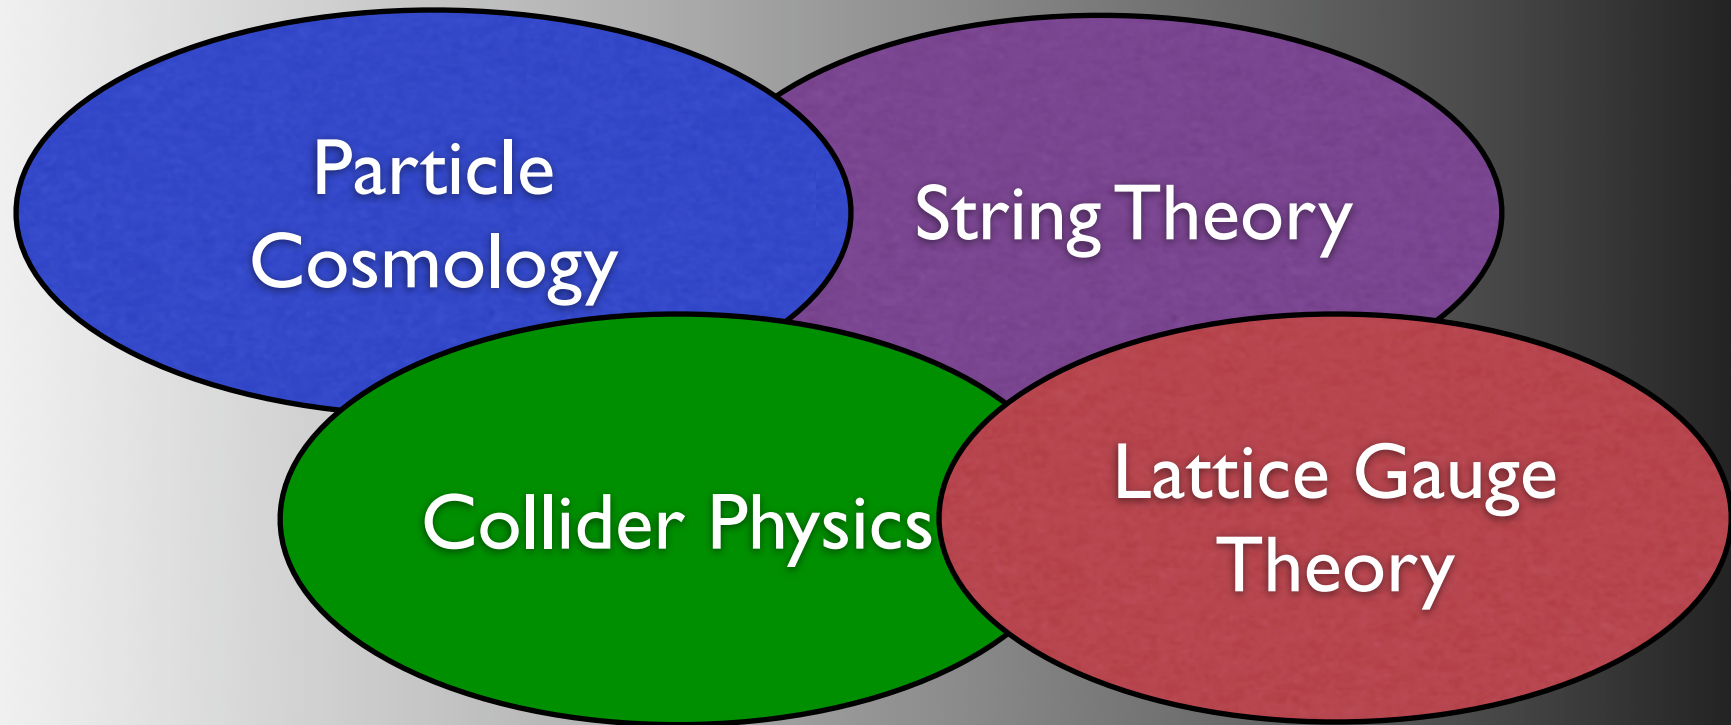 Particle
Cosmology
String Theory
Collider Physics
Lattice Gauge
Theory